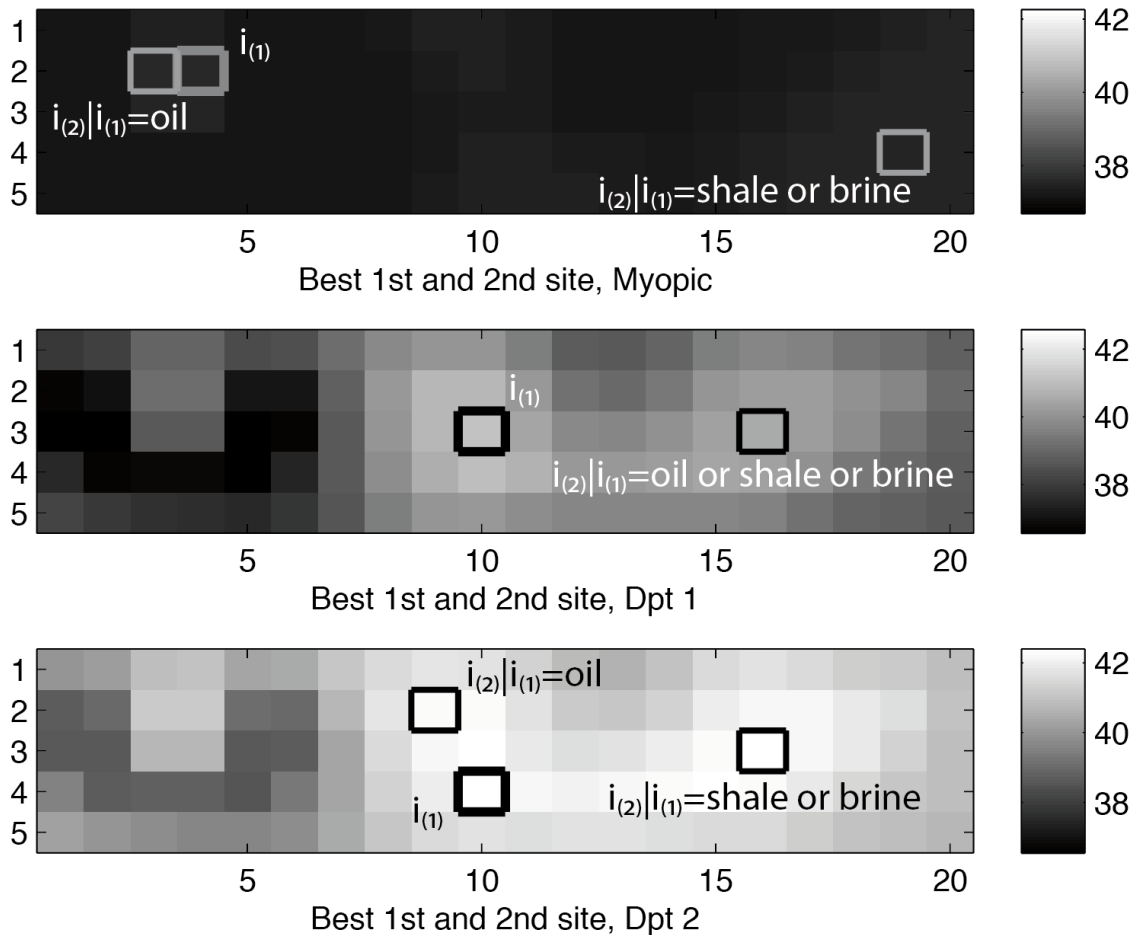 1
2
3
4
5
i(1)
i(2)|i(1)=oil
i(2)|i(1)=shale or brine
5 10 15 20
42
40
38
Best 1st and 2nd site, Myopic
1
2
3
4
5
i(1)
i(2)|i(1)=oil or shale or brine
5 10 15 20
42
40
38
Best 1st and 2nd site, Dpt 1
1
2
3
4
5
i(2)|i(1)=oil
i(1)
i(2)|i(1)=shale or brine
5 10 15 20
42
40
38
Best 1st and 2nd site, Dpt 2